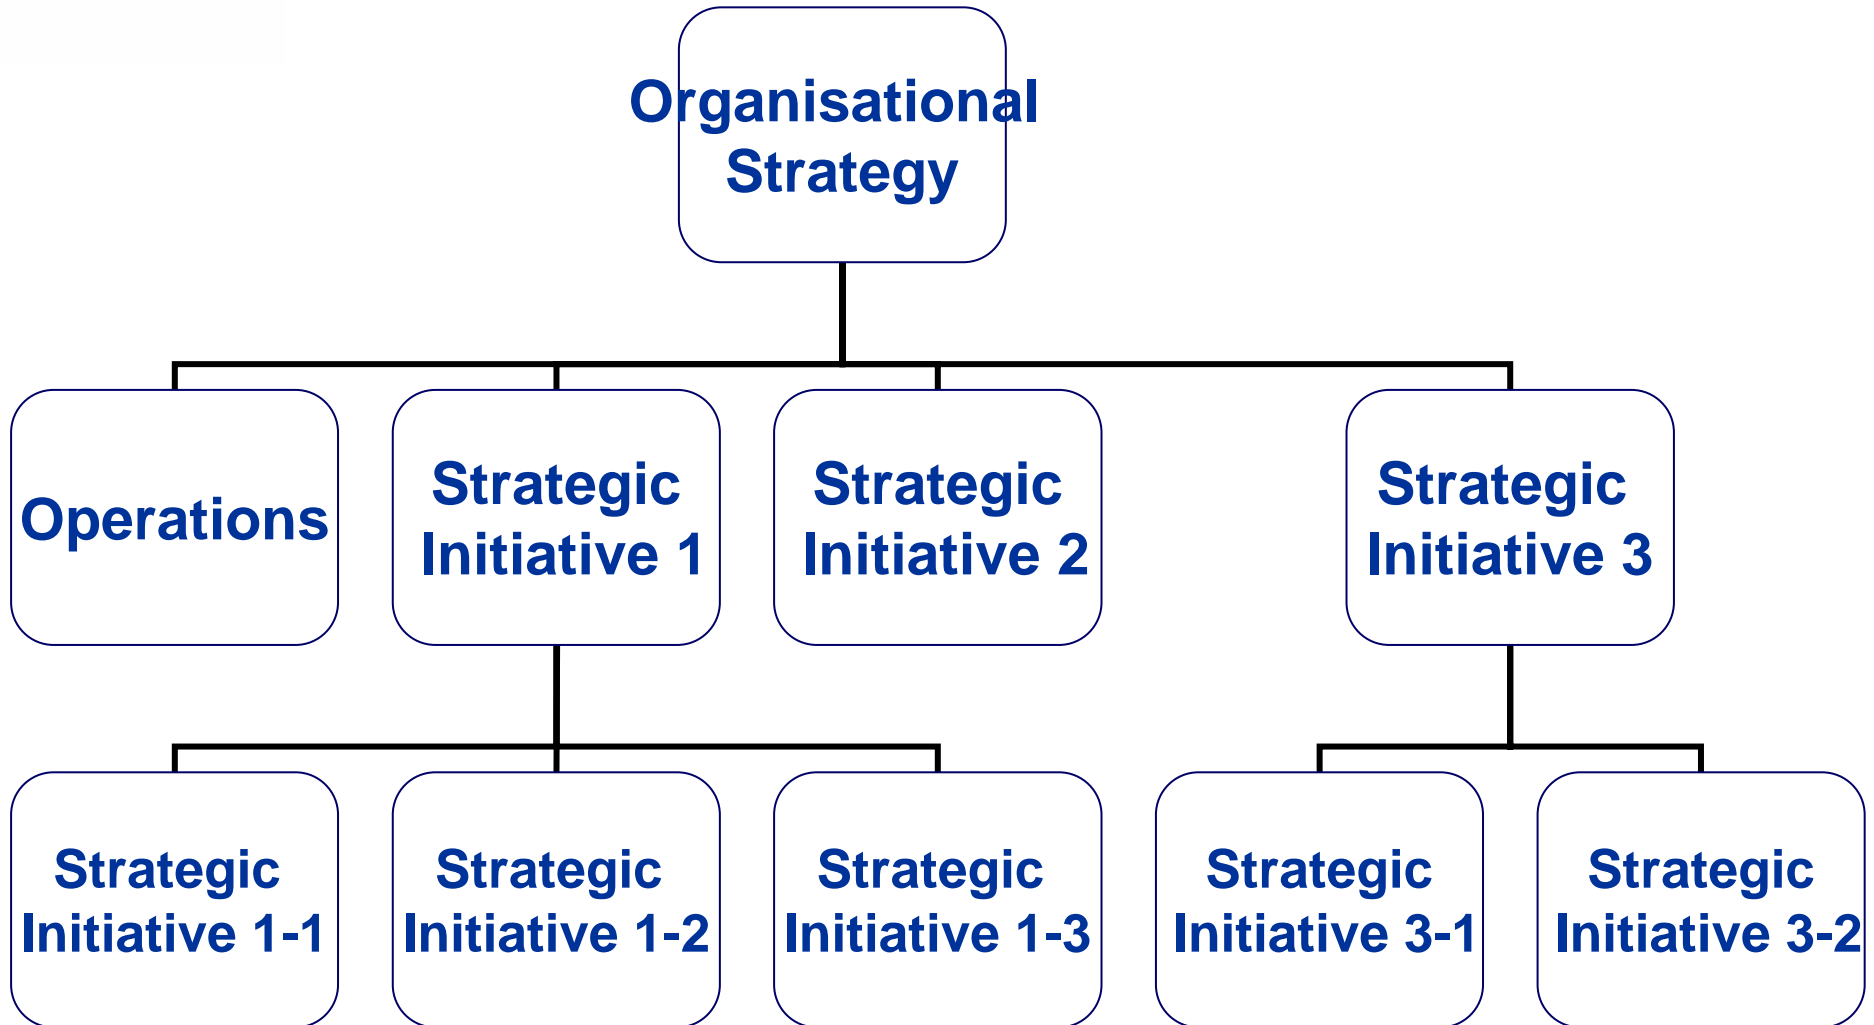 Organisational
Strategy
Operations
Strategic
Initiative 1
Strategic
Initiative 2
Strategic
Initiative 3
Strategic
Initiative 1-1
Strategic
Initiative 1-2
Strategic
Initiative 1-3
Strategic
Initiative 3-1
Strategic
Initiative 3-2